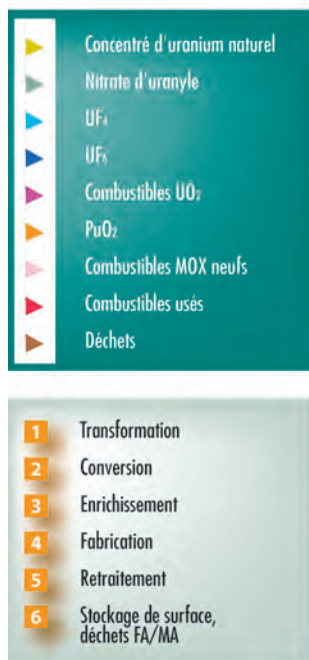 Concentré d'uranium naturel
Nitrate d'uranyle
UF₄
UF₆
Combustibles UO₂
PuO₂
Combustibles MOX neufs
Combustibles usés
Déchets
1 Transformation
2 Conversion
3 Enrichissement
4 Fabrication
5 Retraitement
6 Stockage de surface,
déchets FA/MA